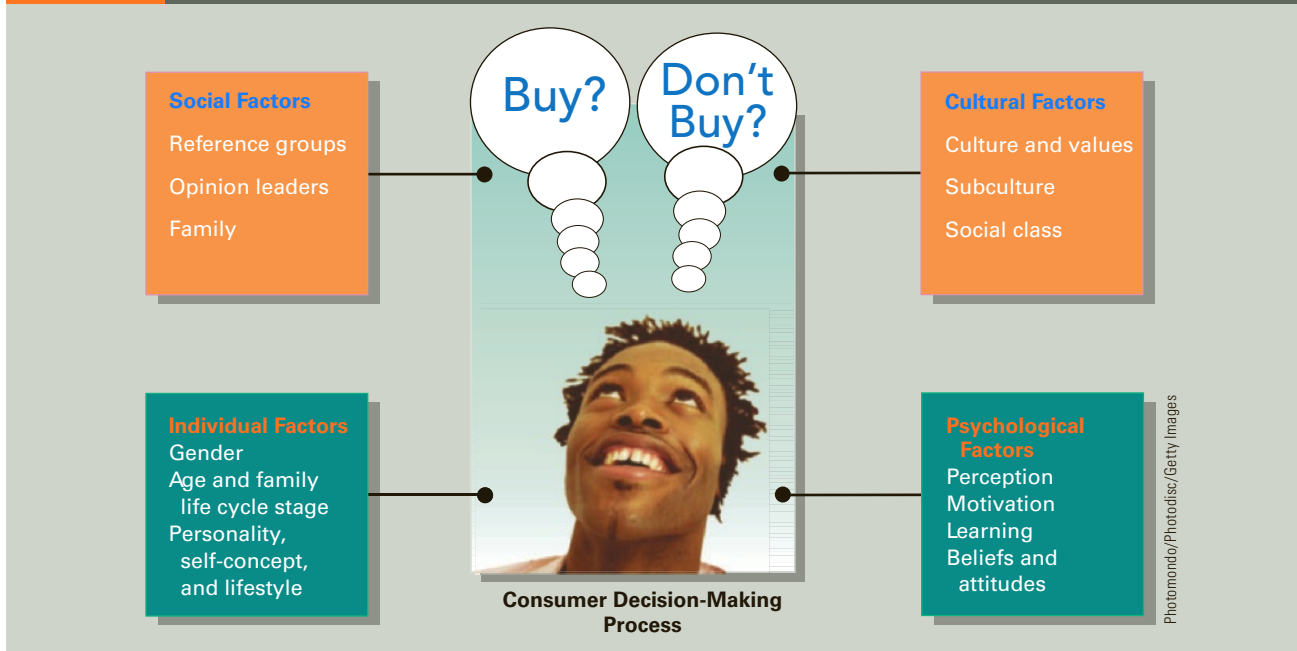 Buy?
Don't
Buy?
Social Factors
Reference groups
Opinion leaders
Family
Cultural Factors
Culture and values
Subculture
Social class
Individual Factors
Gender
Age and family
life cycle stage
Personality,
self-concept,
and lifestyle
Psychological
Factors
Perception
Motivation
Learning
Beliefs and
attitudes
Consumer Decision-Making
Process
Photomondo/Photodisc/Getty Images